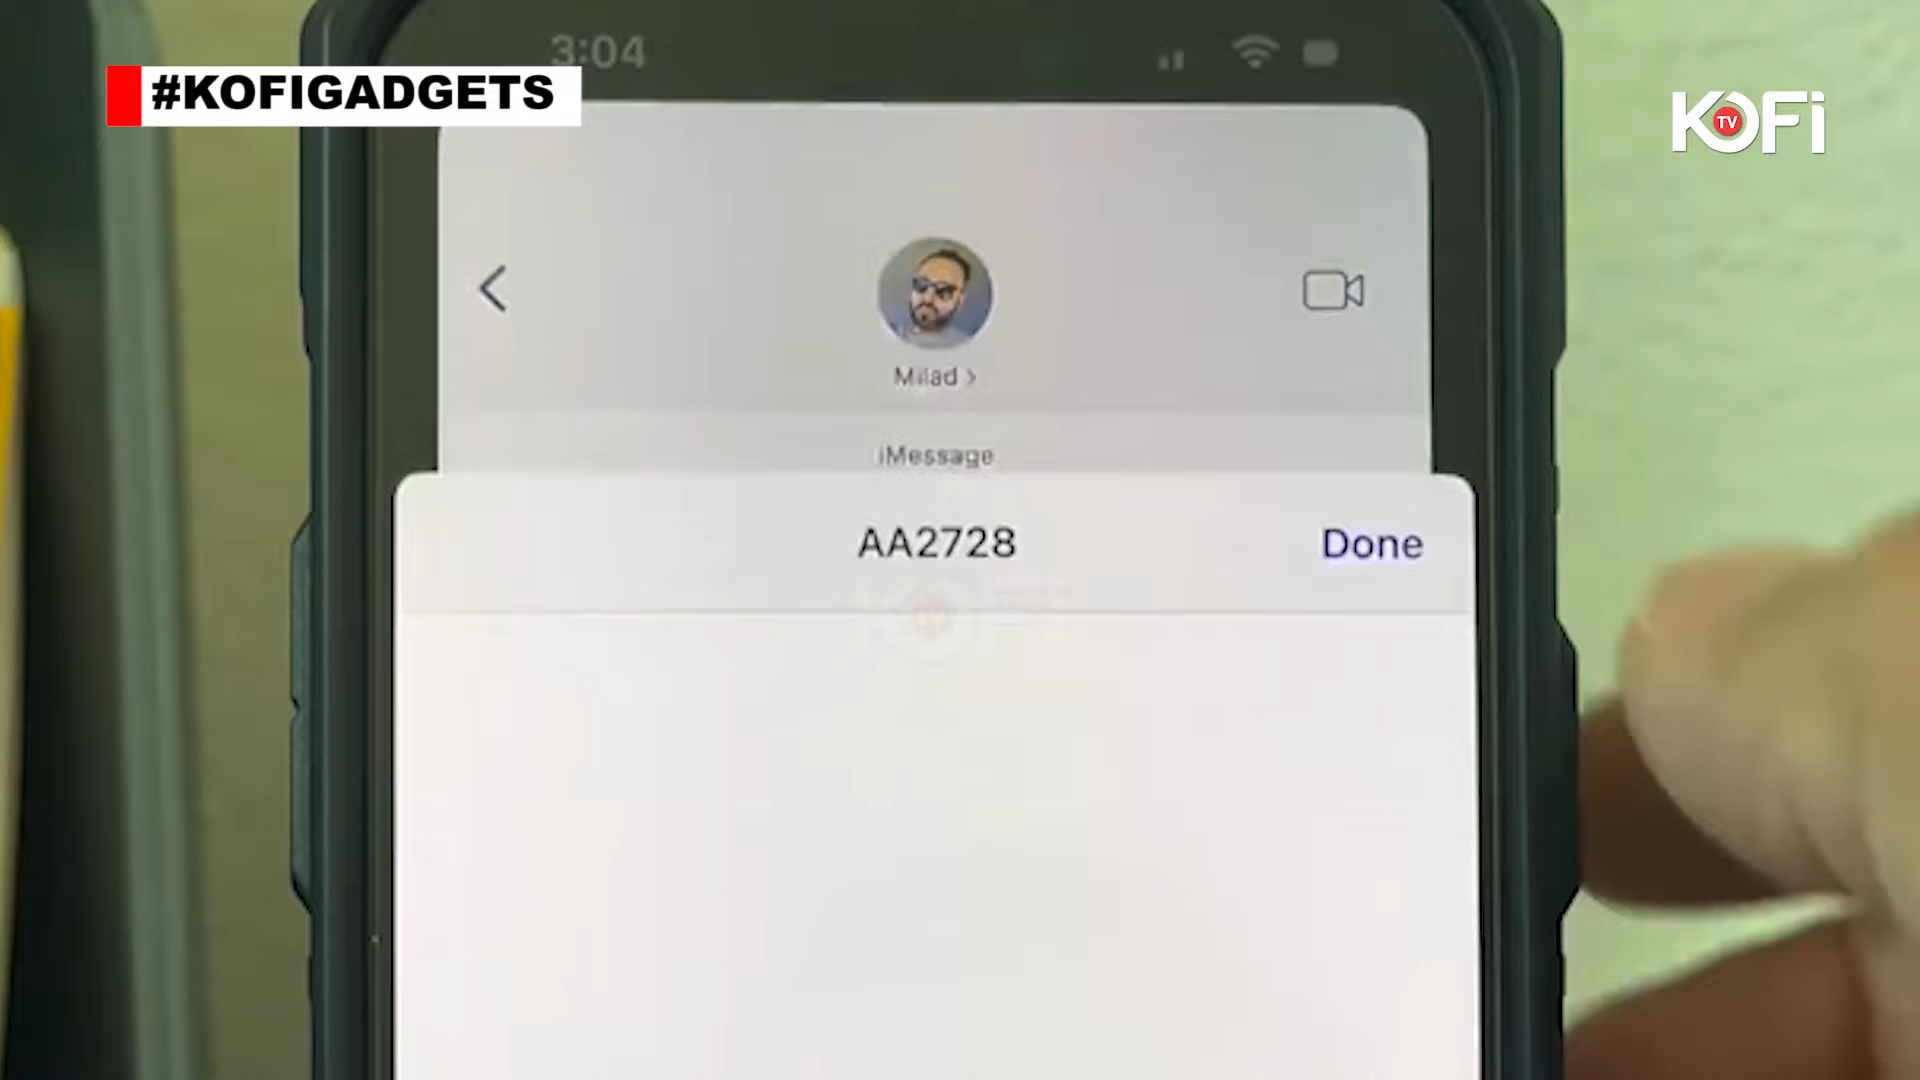 3:04
#KOFIGADGETS
KOFi
TV
Milad >
iMessage
AA2728
Done